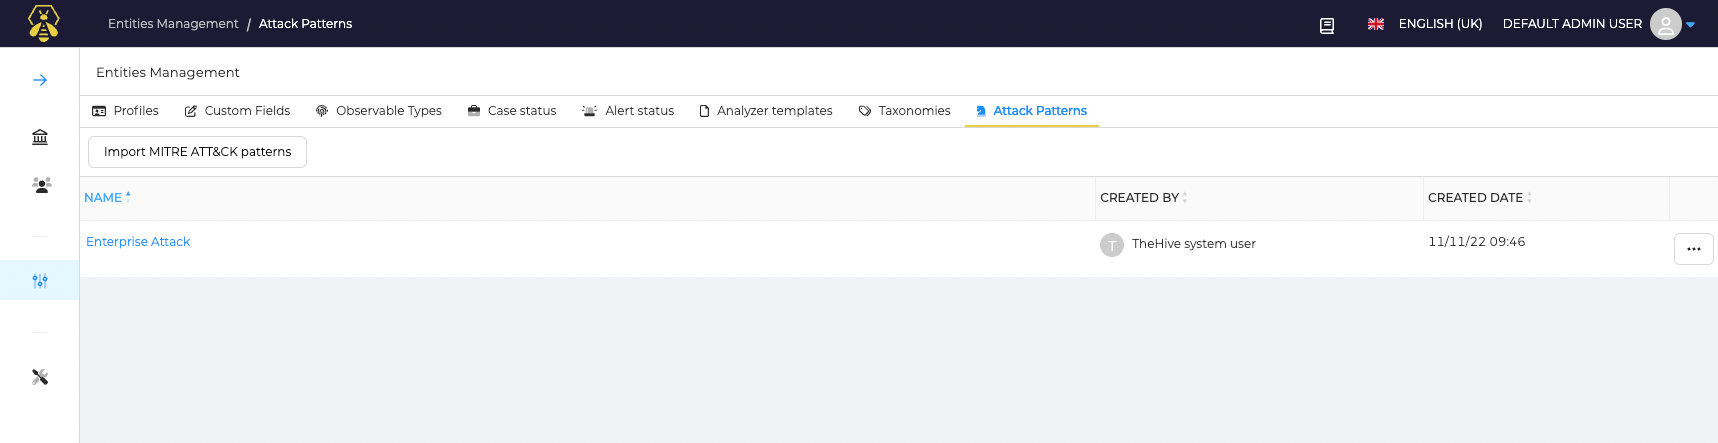 Entities Management / Attack Patterns
ENGLISH (UK)
DEFAULT ADMIN USER
Entities Management
Profiles
Custom Fields
Observable Types
Case status
Alert status
Analyzer templates
Taxonomies
Attack Patterns
Import MITRE ATT&CK patterns
NAME
CREATED BY
CREATED DATE
Enterprise Attack
T
TheHive system user
11/11/22 09:46